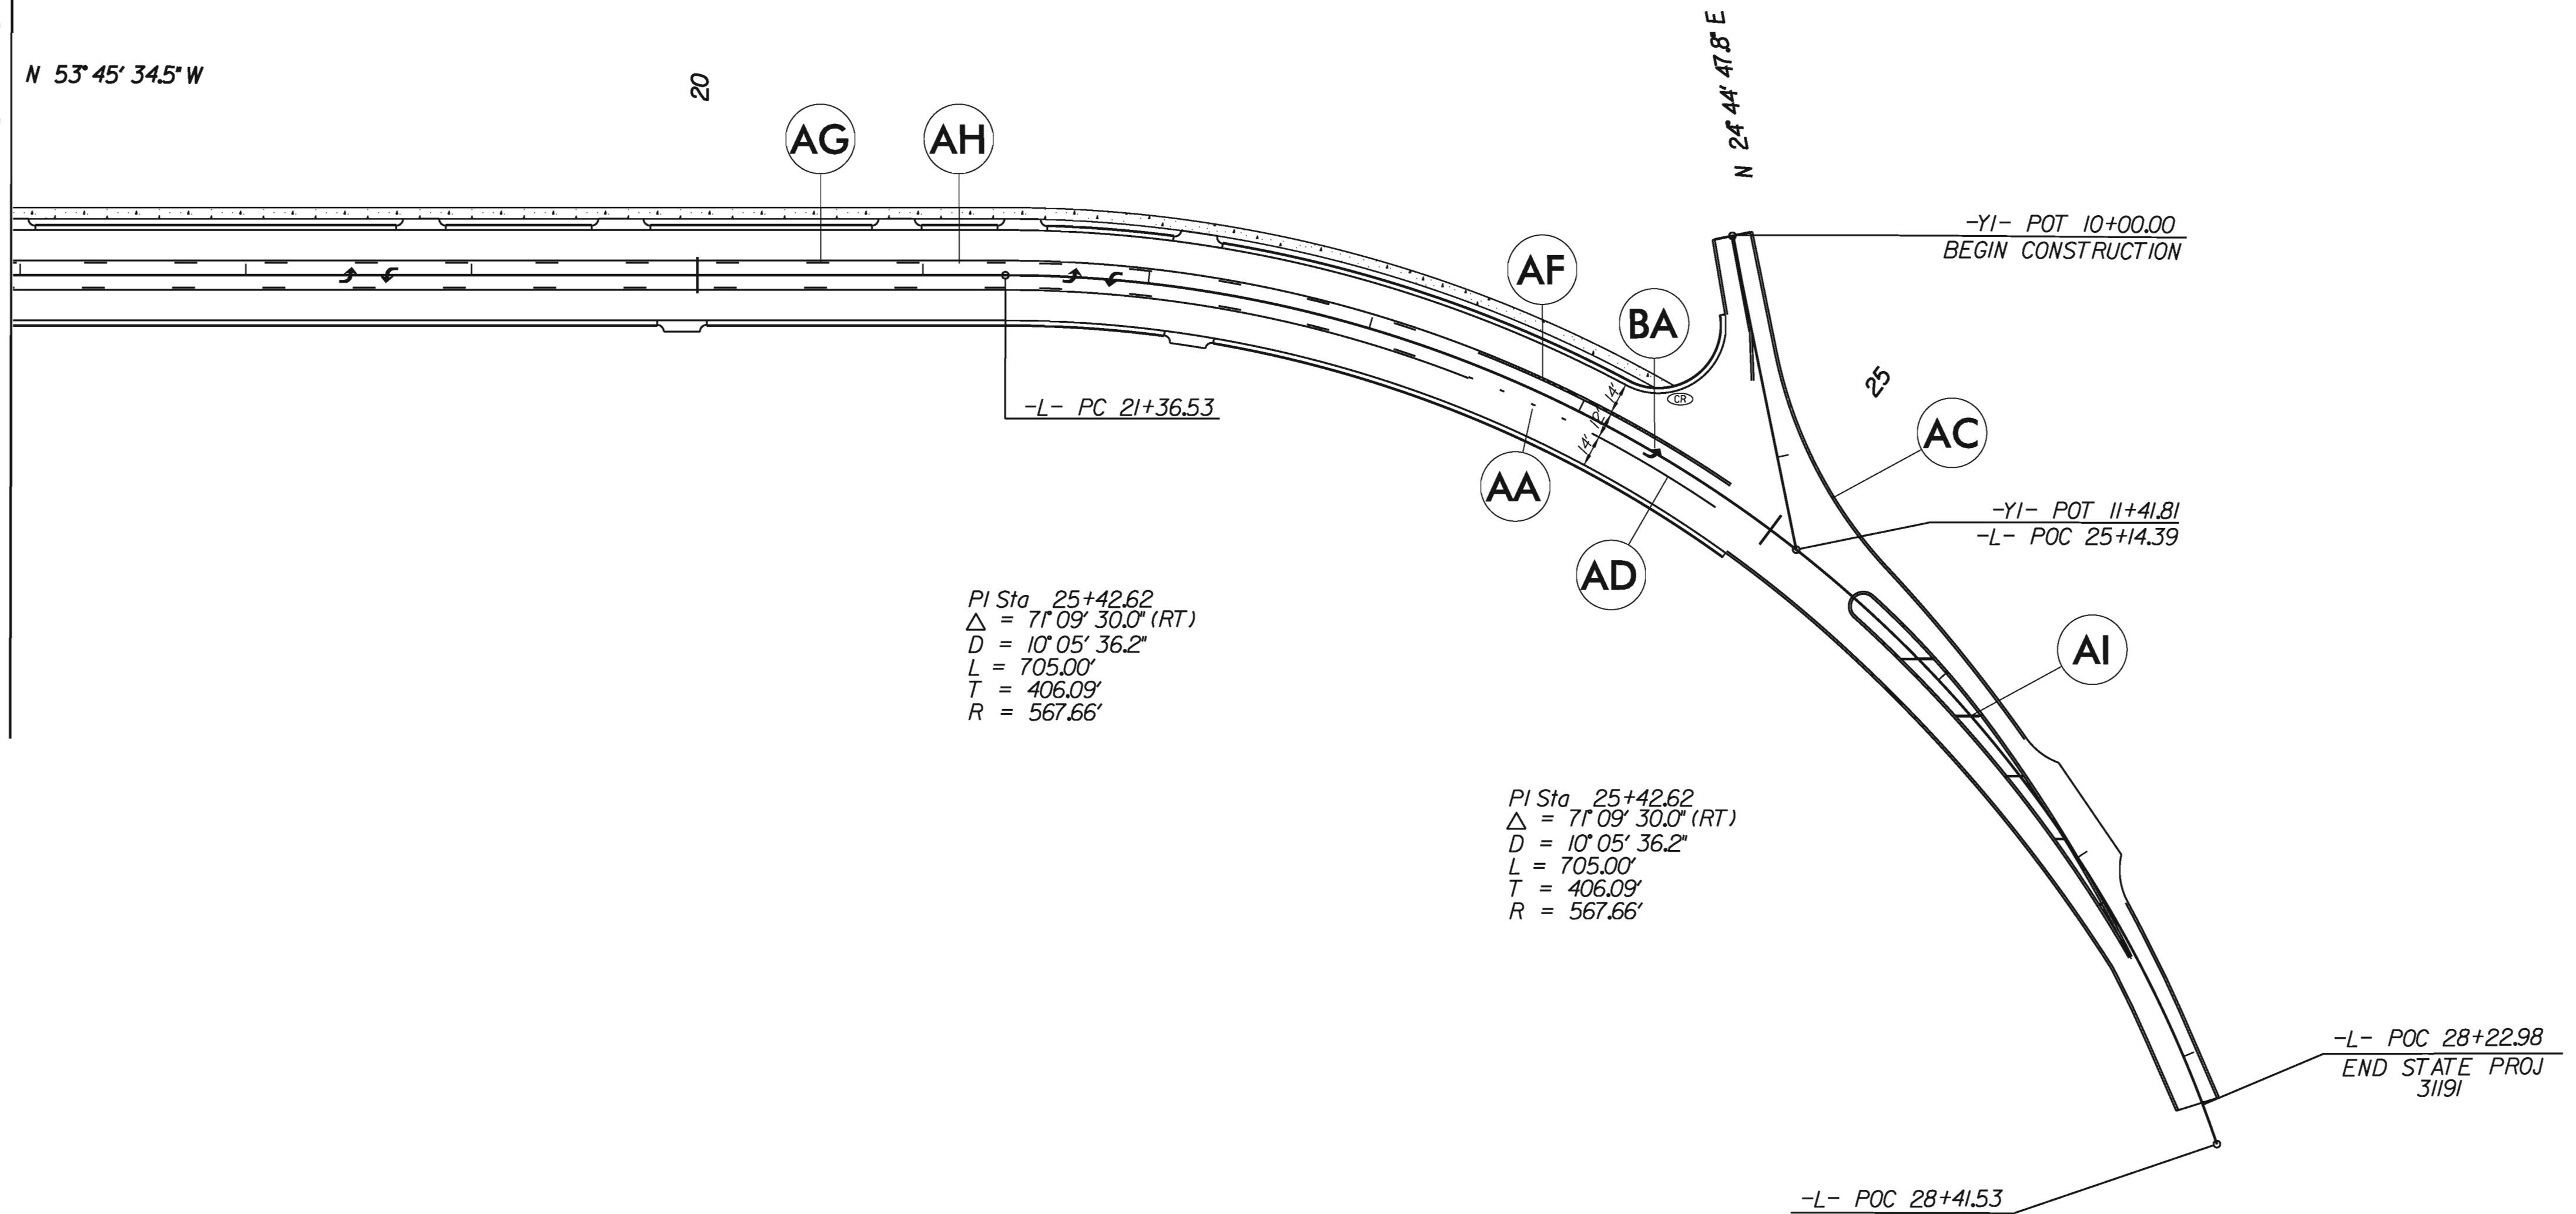 N 53° 45' 34.5" W
20
AG
AH
N 24° 44' 47.8" E
-Y1- POT 10+00.00
BEGIN CONSTRUCTION
AF
BA
14'
12'
14'
CR
25
AC
-L- PC 21+36.53
AA
AD
-Y1- POT 11+41.81
-L- POC 25+14.39
PI Sta 25+42.62
△ = 71° 09' 30.0" (RT)
D = 10° 05' 36.2"
L = 705.00'
T = 406.09'
R = 567.66'
AI
PI Sta 25+42.62
△ = 71° 09' 30.0" (RT)
D = 10° 05' 36.2"
L = 705.00'
T = 406.09'
R = 567.66'
-L- POC 28+22.98
END STATE PROJ
31191
-L- POC 28+41.53